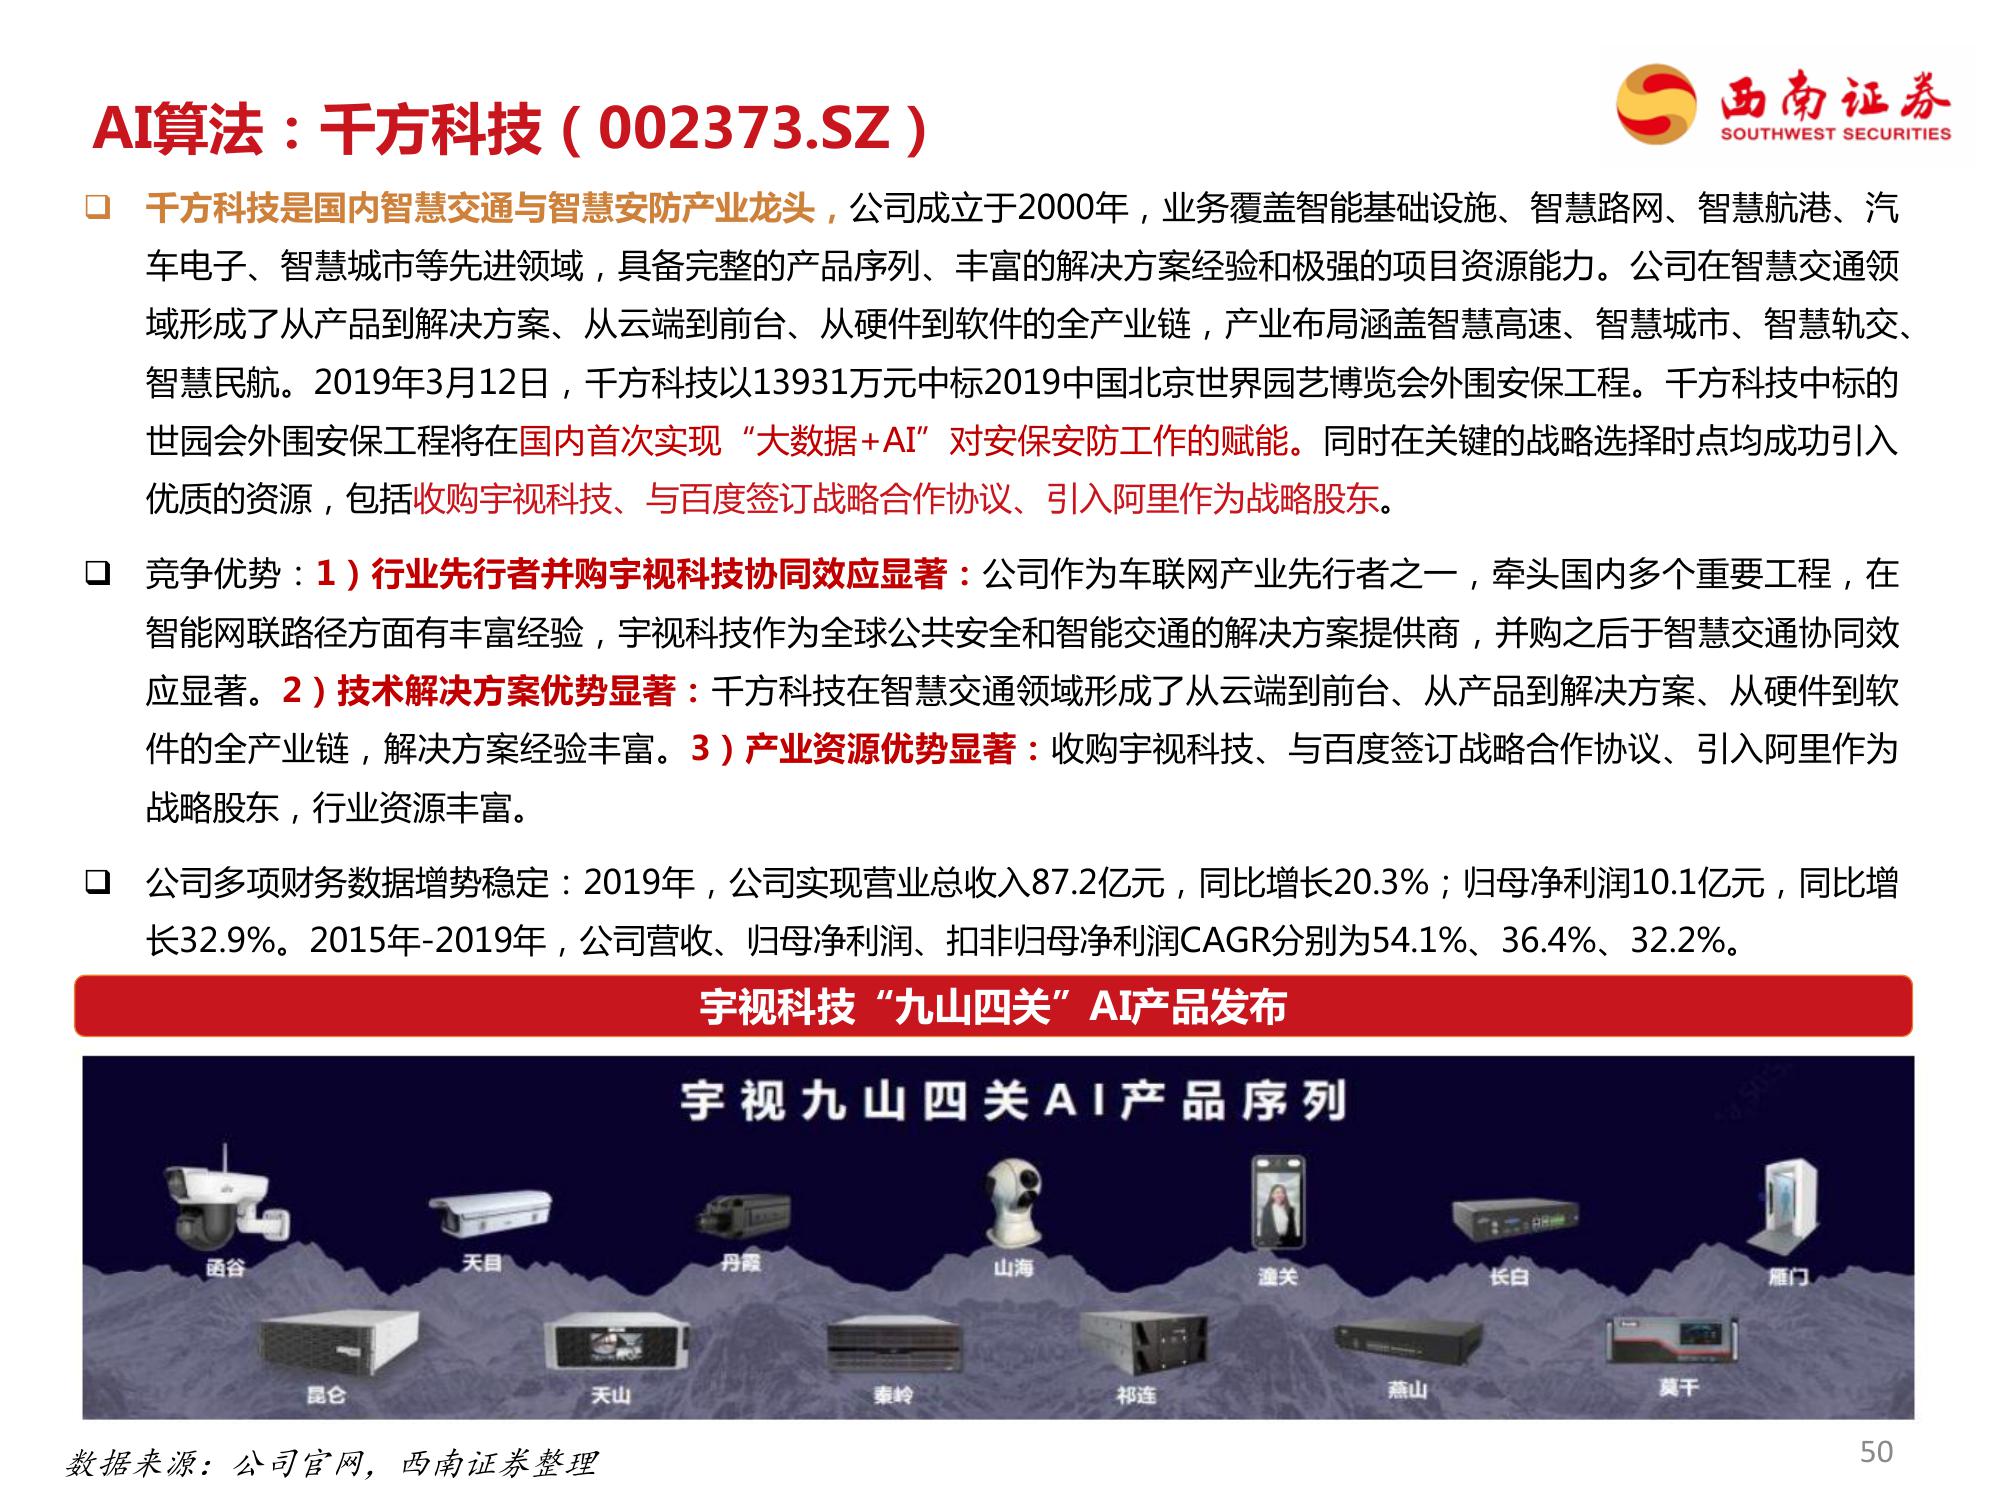 西南证券
SOUTHWEST SECURITIES
AI算法：千方科技（002373.SZ）
❑ 千方科技是国内智慧交通与智慧安防产业龙头，公司成立于2000年，业务覆盖智能基础设施、智慧路网、智慧航港、汽
车电子、智慧城市等先进领域，具备完整的产品序列、丰富的解决方案经验和极强的项目资源能力。公司在智慧交通领
域形成了从产品到解决方案、从云端到前台、从硬件到软件的全产业链，产业布局涵盖智慧高速、智慧城市、智慧轨交、
智慧民航。2019年3月12日，千方科技以13931万元中标2019中国北京世界园艺博览会外围安保工程。千方科技中标的
世园会外围安保工程将在国内首次实现“大数据+AI”对安保安防工作的赋能。同时在关键的战略选择时点均成功引入
优质的资源，包括收购宇视科技、与百度签订战略合作协议、引入阿里作为战略股东。
❑ 竞争优势：1）行业先行者并购宇视科技协同效应显著：公司作为车联网产业先行者之一，牵头国内多个重要工程，在
智能网联路径方面有丰富经验，宇视科技作为全球公共安全和智能交通的解决方案提供商，并购之后于智慧交通协同效
应显著。2）技术解决方案优势显著：千方科技在智慧交通领域形成了从云端到前台、从产品到解决方案、从硬件到软
件的全产业链，解决方案经验丰富。3）产业资源优势显著：收购宇视科技、与百度签订战略合作协议、引入阿里作为
战略股东，行业资源丰富。
❑ 公司多项财务数据增势稳定：2019年，公司实现营业总收入87.2亿元，同比增长20.3%；归母净利润10.1亿元，同比增
长32.9%。2015年-2019年，公司营收、归母净利润、扣非归母净利润CAGR分别为54.1%、36.4%、32.2%。
宇视科技“九山四关”AI产品发布
宇视九山四关AI产品序列
函谷 天目 丹霞 山海 潼关 长白 雁门
昆仑 天山 秦岭 祁连 燕山 莫干
数据来源：公司官网，西南证券整理
50